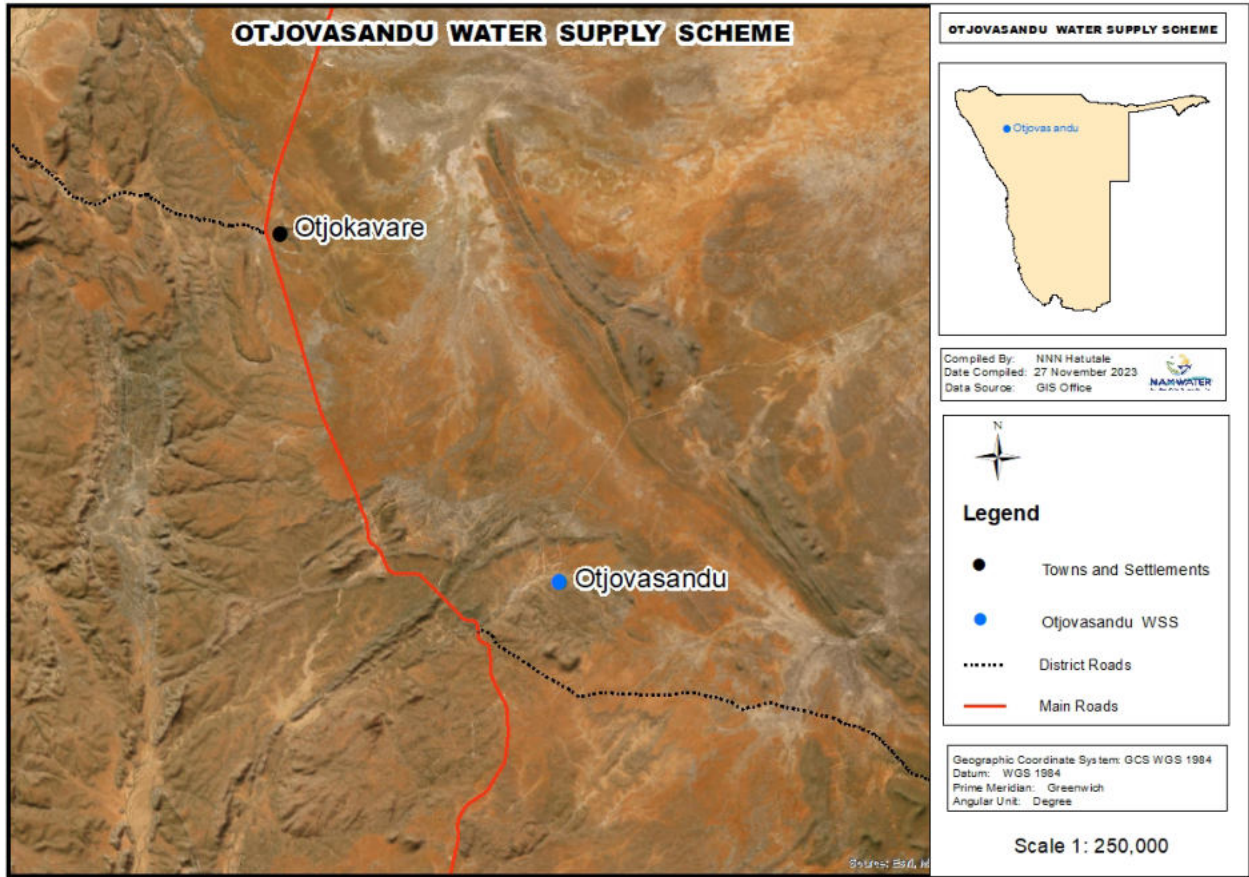 OTJOVASANDU WATER SUPPLY SCHEME
Otjokavare
Otjovasandu
Source: Esri, M
OTJOVASANDU WATER SUPPLY SCHEME
Otjovasandu
Compiled By: NNN Hatutale
Date Compiled: 27 November 2023
Data Source: GIS Office
NAMWATER
N
Legend
Towns and Settlements
Otjovasandu WSS
District Roads
Main Roads
Geographic Coordinate System: GCS WGS 1984
Datum: WGS 1984
Prime Meridian: Greenwich
Angular Unit: Degree
Scale 1: 250,000